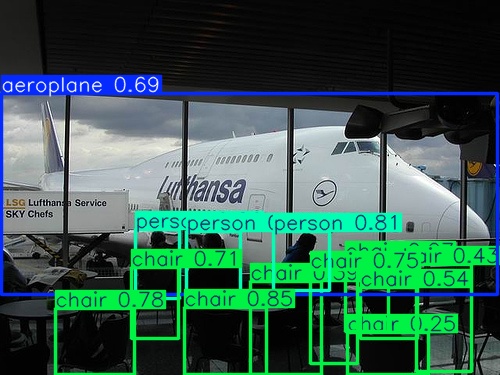 aeroplane 0.69
Lufthansa
LSG Lufthansa Service
SKY Chefs
person 0.81
chair 0.71
chair 0.75
0.43
chair 0.54
chair 0.78
chair 0.85
chair 0.25